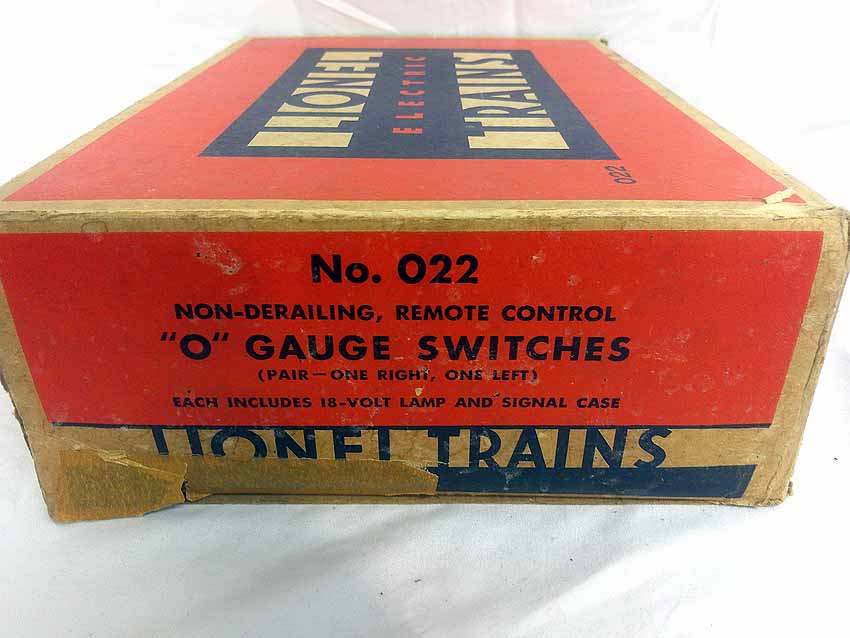 LIONEL
ELECTRIC
TRAINS
022
No. 022
NON-DERAILING, REMOTE CONTROL
"O" GAUGE SWITCHES
(PAIR—ONE RIGHT, ONE LEFT)
EACH INCLUDES 18-VOLT LAMP AND SIGNAL CASE
LIONEL TRAINS